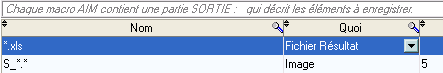 Chaque macro AIM contient une partie SORTIE : qui décrit les éléments à enregistrer.
Nom Quoi
*.xls Fichier Résultat
S_*.* Image 5